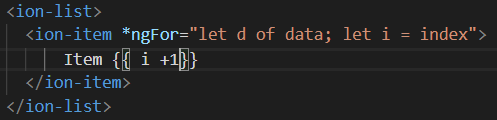 <ion-list>
<ion-item *ngFor="let d of data; let i = index">
Item {{ i +1}}
</ion-item>
</ion-list>